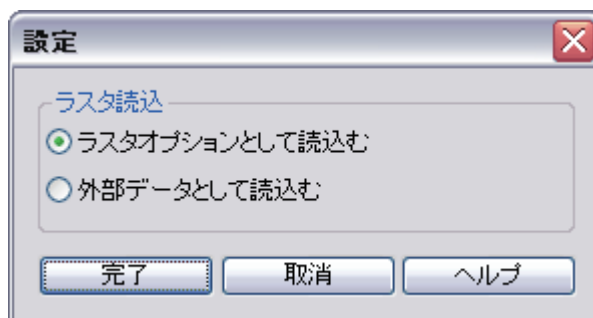 設定
ラスタ読込
ラスタオプションとして読込む
外部データとして読込む
完了
取消
ヘルプ